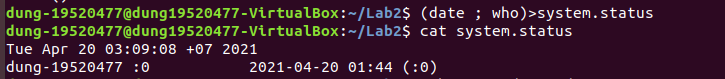 dung-19520477@dung19520477-VirtualBox:~/Lab2$ (date ; who)>system.status
dung-19520477@dung19520477-VirtualBox:~/Lab2$ cat system.status
Tue Apr 20 03:09:08 +07 2021
dung-19520477 :0           2021-04-20 01:44 (:0)